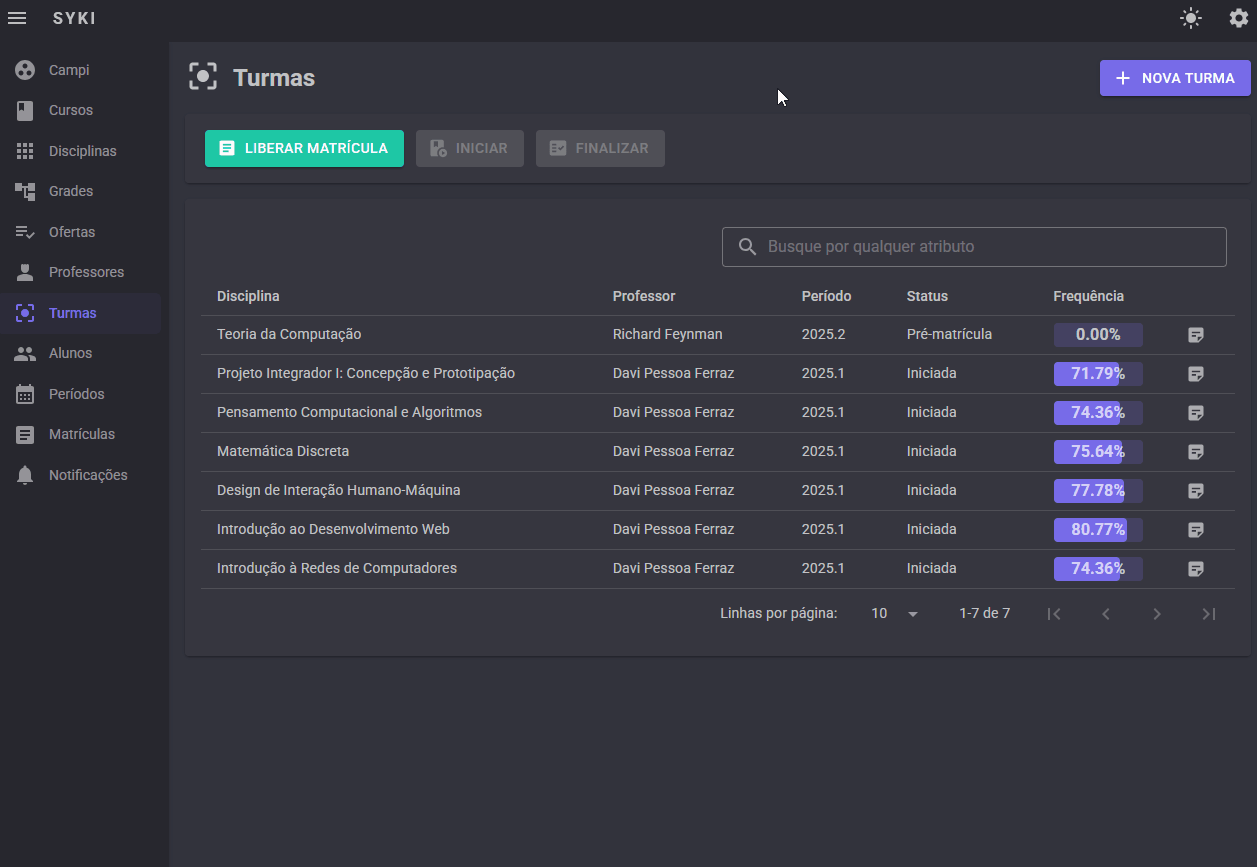 SYKI
Campi
Cursos
Disciplinas
Grades
Ofertas
Professores
Turmas
Alunos
Períodos
Matrículas
Notificações
Turmas
NOVA TURMA
LIBERAR MATRÍCULA INICIAR FINALIZAR
Busque por qualquer atributo
Disciplina Professor Período Status Frequência
Teoria da Computação Richard Feynman 2025.2 Pré-matrícula 0.00%
Projeto Integrador I: Concepção e Prototipação Davi Pessoa Ferraz 2025.1 Iniciada 71.79%
Pensamento Computacional e Algoritmos Davi Pessoa Ferraz 2025.1 Iniciada 74.36%
Matemática Discreta Davi Pessoa Ferraz 2025.1 Iniciada 75.64%
Design de Interação Humano-Máquina Davi Pessoa Ferraz 2025.1 Iniciada 77.78%
Introdução ao Desenvolvimento Web Davi Pessoa Ferraz 2025.1 Iniciada 80.77%
Introdução à Redes de Computadores Davi Pessoa Ferraz 2025.1 Iniciada 74.36%
Linhas por página: 10 1-7 de 7